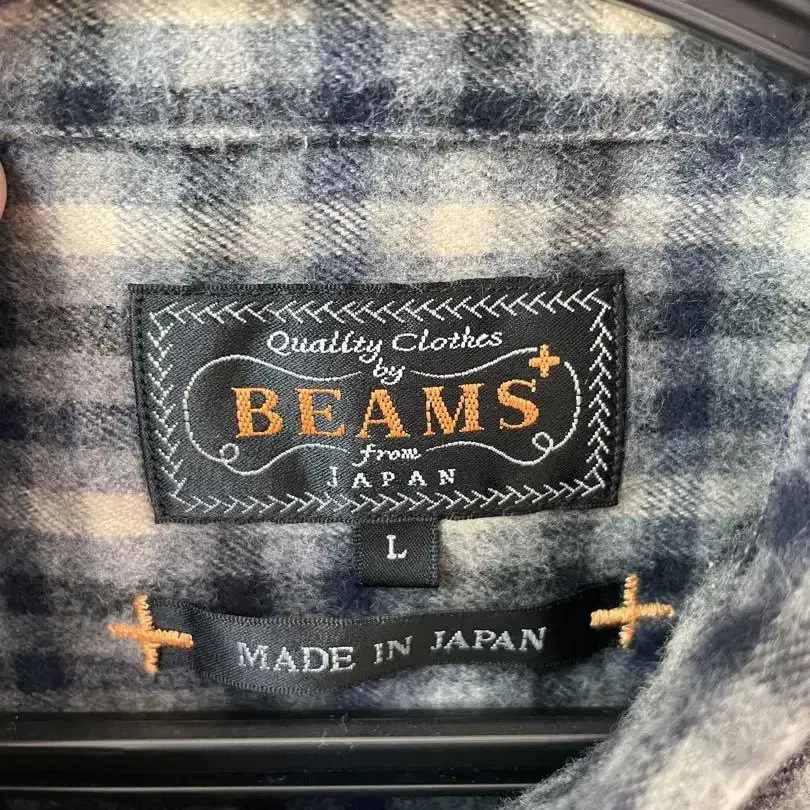 Quality Clothes
by
BEAMS+
from
JAPAN
L
MADE IN JAPAN